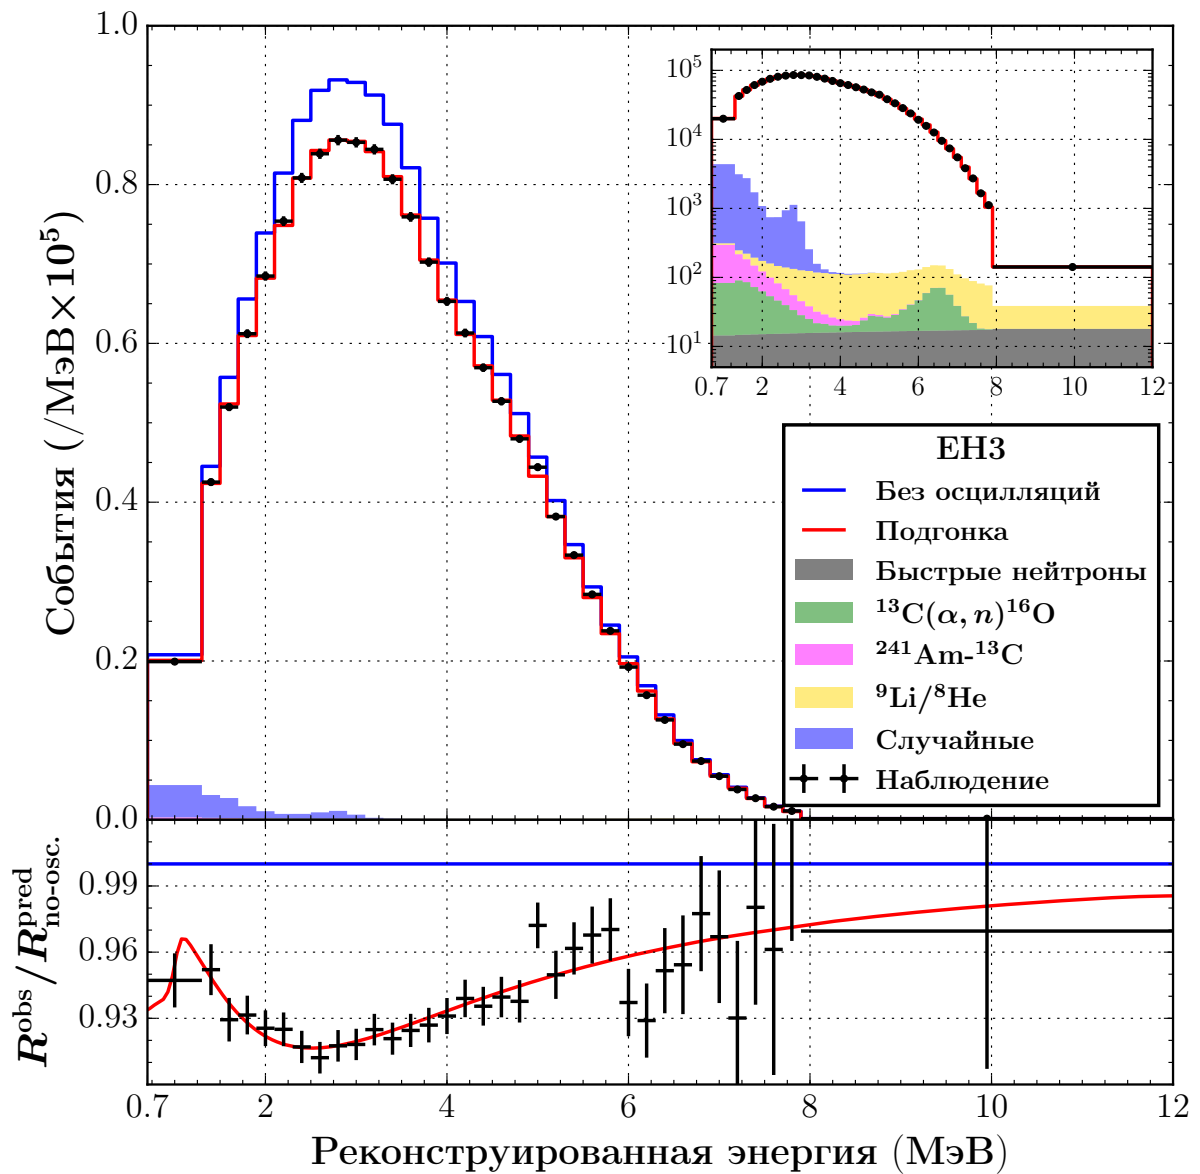 1.0
0.8
0.6
0.4
0.2
0.0
События (/МэВ×10⁵)
10⁵
10⁴
10³
10²
10¹
0.7 2 4 6 8 10 12
EH3
Без осцилляций
Подгонка
Быстрые нейтроны
¹³C(α, n)¹⁶O
²⁴¹Am-¹³C
⁹Li/⁸He
Случайные
Наблюдение
0.99
0.96
0.93
R^obs / R^pred_no-osc.
0.7 2 4 6 8 10 12
Реконструированная энергия (МэВ)